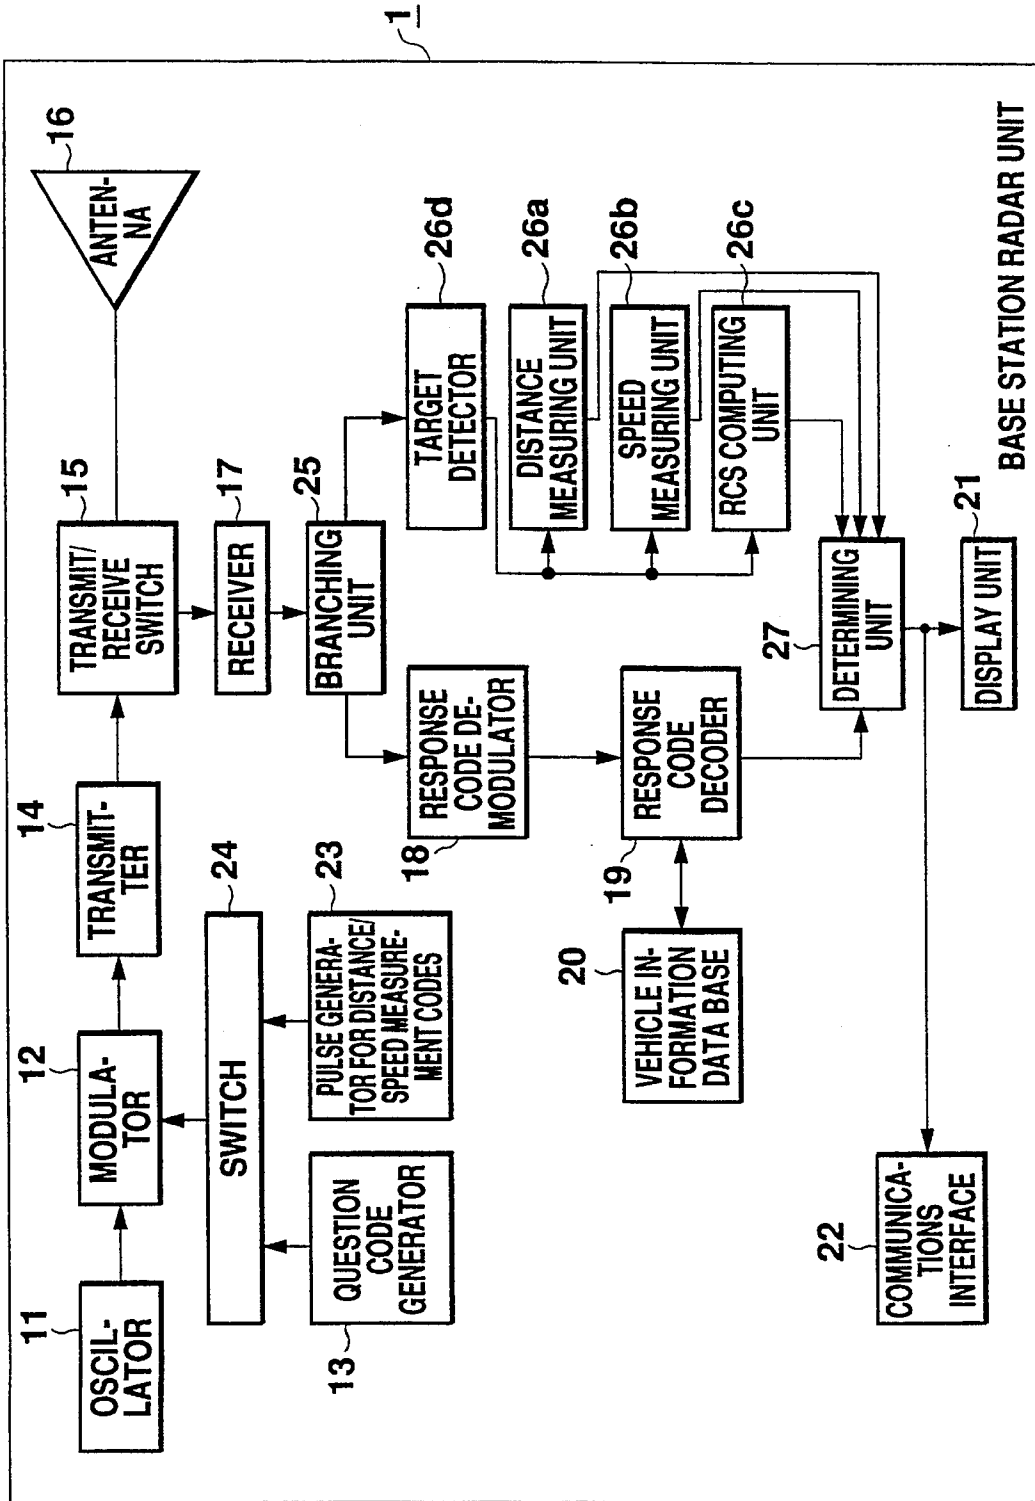 1
OSCIL-
LATOR
11
MODULA-
TOR
12
TRANSMIT-
TER
14
TRANSMIT/
RECEIVE
SWITCH
15
ANTEN-
NA
16
SWITCH
24
RECEIVER
17
QUESTION
CODE
GENERATOR
13
PULSE GENERA-
TOR FOR DISTANCE/
SPEED MEASURE-
MENT CODES
23
BRANCHING
UNIT
25
RESPONSE
CODE DE-
MODULATOR
18
TARGET
DETECTOR
26d
DISTANCE
MEASURING UNIT
26a
SPEED
MEASURING UNIT
26b
RCS COMPUTING
UNIT
26c
VEHICLE IN-
FORMATION
DATA BASE
20
RESPONSE
CODE
DECODER
19
DETERMINING
UNIT
27
COMMUNICA-
TIONS
INTERFACE
22
DISPLAY UNIT
21
BASE STATION RADAR UNIT